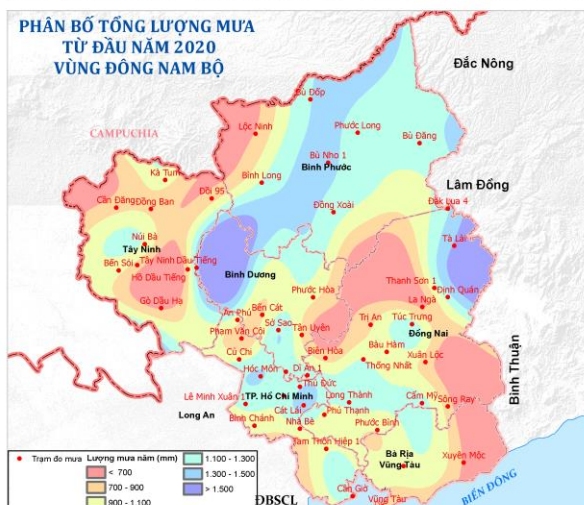 PHÂN BỐ TỔNG LƯỢNG MƯA
TỪ ĐẦU NĂM 2020
VÙNG ĐÔNG NAM BỘ
Đắc Nông
Bù Đốp
CAMPUCHIA
Lộc Ninh
Phước Long
Bù Đăng
Bù Nho 1
Bình Phước
Kà Tum
Bình Long
Đồi 95
Lâm Đồng
Cần Đăng
Đồng Ban
Đồng Xoài
Đăk Lua 4
Núi Bà
Tây Ninh
Tà Lài
Bến Sỏi
Tây Ninh
Dầu Tiếng
Hồ Dầu Tiếng
Bình Dương
Thanh Sơn 1
Định Quán
Gò Dầu Hạ
Phước Hòa
La Ngà
An Phú
Bến Cát
Trị An
Túc Trưng
Sở Sao
Đồng Nai
Phạm Văn Cội
Tân Uyên
Bình Thuận
Củ Chi
Biên Hòa
Bàu Hàm
Thống Nhất
Xuân Lộc
Hóc Môn
Dĩ An 1
Thủ Đức
Lê Minh Xuân
TP. Hồ Chí Minh
Long Thành
Cẩm Mỹ
Sông Ray
Long An
Cát Lái
Phú Thạnh
Bình Chánh
Nhà Bè
Phước Bình
Tam Thôn Hiệp 1
Bà Rịa
Vũng Tàu
Xuyên Mộc
Trạm đo mưa
Lượng mưa năm (mm)
< 700
700 - 900
900 - 1.100
1.100 - 1.300
1.300 - 1.500
> 1.500
ĐBSCL
Cần Giờ
Vũng Tàu
BIỂN ĐÔNG